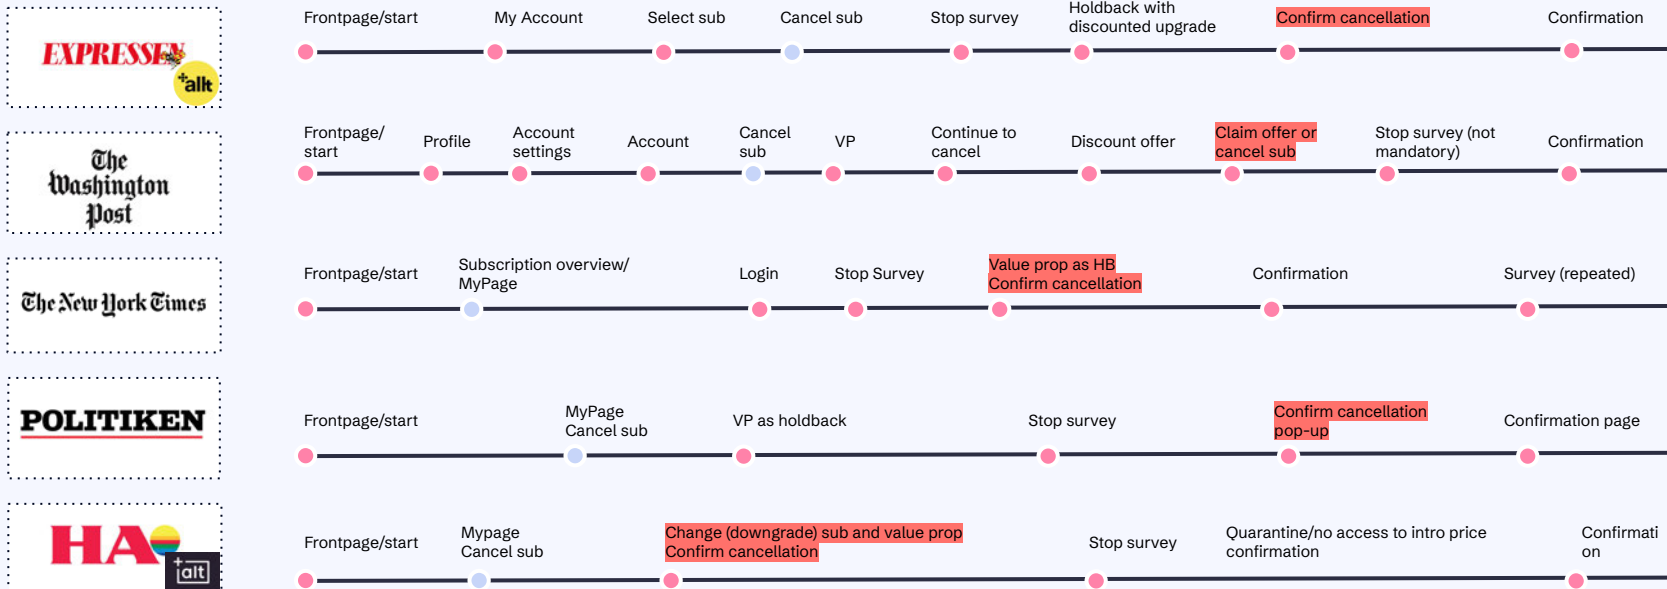 Frontpage/start
My Account
Select sub
Cancel sub
Stop survey
Holdback with
discounted upgrade
Confirm cancellation
Confirmation
EXPRESSEN
+allt
Frontpage/
start
Profile
Account
settings
Account
Cancel
sub
VP
Continue to
cancel
Discount offer
Claim offer or
cancel sub
Stop survey (not
mandatory)
Confirmation
The
Washington
Post
Frontpage/start
Subscription overview/
MyPage
Login
Stop Survey
Value prop as HB
Confirm cancellation
Confirmation
Survey (repeated)
The New York Times
Frontpage/start
MyPage
Cancel sub
VP as holdback
Stop survey
Confirm cancellation
pop-up
Confirmation page
POLITIKEN
Frontpage/start
Mypage
Cancel sub
Change (downgrade) sub and value prop
Confirm cancellation
Stop survey
Quarantine/no access to intro price
confirmation
Confirmati
on
HA
+alt